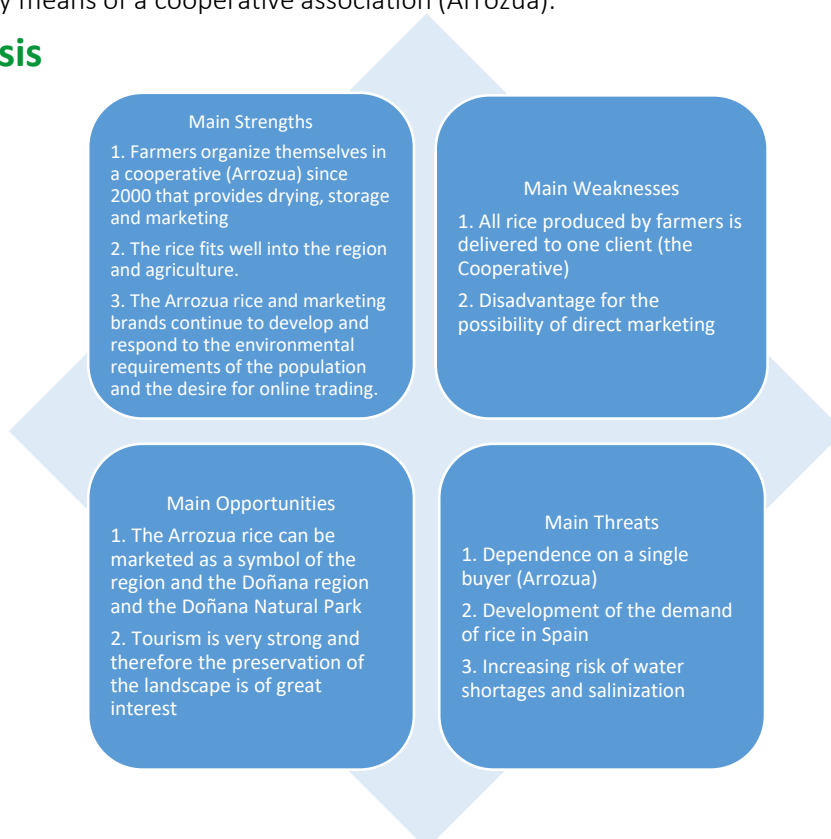 y means of a cooperative association (Arrozua).
sis
Main Strengths
1. Farmers organize themselves in
a cooperative (Arrozua) since
2000 that provides drying, storage
and marketing
2. The rice fits well into the region
and agriculture.
3. The Arrozua rice and marketing
brands continue to develop and
respond to the environmental
requirements of the population
and the desire for online trading.
Main Weaknesses
1. All rice produced by farmers is
delivered to one client (the
Cooperative)
2. Disadvantage for the
possibility of direct marketing
Main Opportunities
1. The Arrozua rice can be
marketed as a symbol of the
region and the Doñana region
and the Doñana Natural Park
2. Tourism is very strong and
therefore the preservation of
the landscape is of great
interest
Main Threats
1. Dependence on a single
buyer (Arrozua)
2. Development of the demand
of rice in Spain
3. Increasing risk of water
shortages and salinization